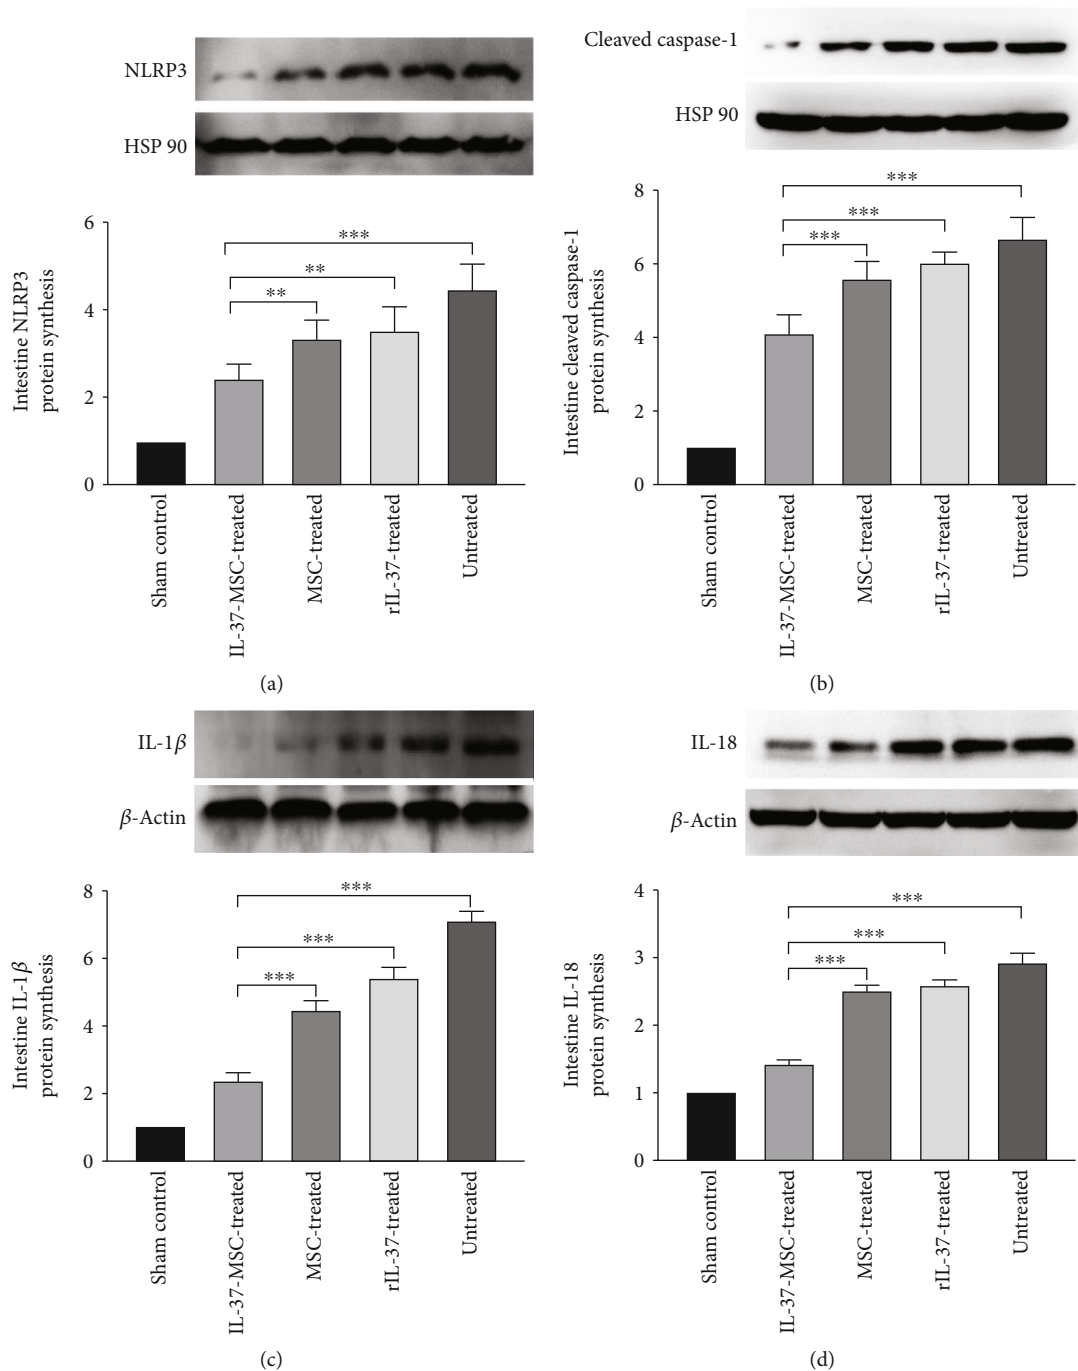 NLRP3
HSP 90
Intestine NLRP3
protein synthesis
6
4
2
0
***
**
**
Sham control
IL-37-MSC-treated
MSC-treated
rIL-37-treated
Untreated
(a)
Cleaved caspase-1
HSP 90
Intestine cleaved caspase-1
protein synthesis
8
6
4
2
0
***
***
***
Sham control
IL-37-MSC-treated
MSC-treated
rIL-37-treated
Untreated
(b)
IL-1β
β-Actin
Intestine IL-1β
protein synthesis
8
6
4
2
0
***
***
***
Sham control
IL-37-MSC-treated
MSC-treated
rIL-37-treated
Untreated
(c)
IL-18
β-Actin
Intestine IL-18
protein synthesis
4
3
2
1
0
***
***
***
Sham control
IL-37-MSC-treated
MSC-treated
rIL-37-treated
Untreated
(d)